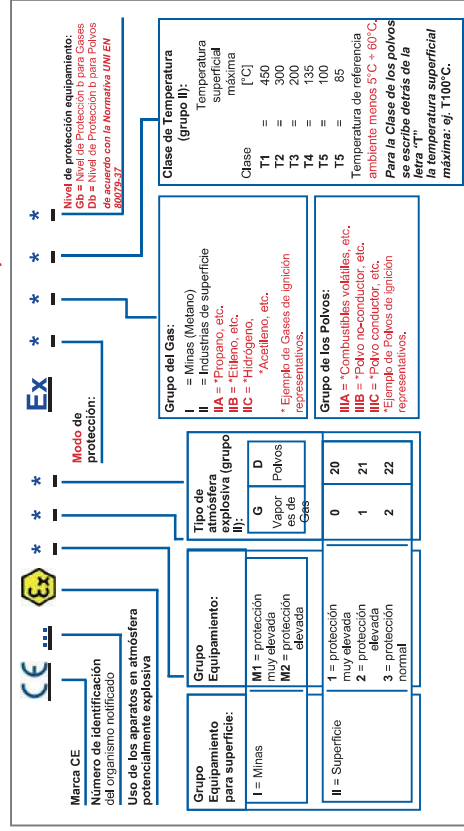 CE ... Ex * * * Ex * * * *
Marca CE
Número de identificación
del organismo notificado
Uso de los aparatos en atmósfera
potencialmente explosiva
Grupo
Equipamiento
para superficie:
I = Minas
II = Superficie
Grupo
Equipamiento:
M1 = protección
muy elevada
M2 = protección
elevada
1 = protección
muy elevada
2 = protección
elevada
3 = protección
normal
Tipo de
atmósfera
explosiva (grupo
II):
G D
Vapor Polvos
es de
Gas
0 20
1 21
2 22
Modo de
protección:
Grupo del Gas:
I = Minas (Metano)
II = Industrias de superficie
IIA = *Propano, etc.
IIB = *Etileno, etc.
IIC = *Hidrógeno,
*Acetileno, etc.
* Ejemplo de Gases de ignición
representativos.
Grupo de los Polvos:
IIIA = *Combustibles volátiles, etc.
IIIB = *Polvo no-conductor, etc.
IIIC = *Polvo conductor, etc.
*Ejemplo de Polvos de ignición
representativos.
Nivel de protección equipamiento:
Gb = Nivel de Protección b para Gases
Db = Nivel de Protección b para Polvos
de acuerdo con la Normativa UNI EN
80079-37
Clase de Temperatura
(grupo II):
Temperatura
superficial
máxima
Clase [°C]
T1 = 450
T2 = 300
T3 = 200
T4 = 135
T5 = 100
T5 = 85
Temperatura de referencia
ambiente menos 5°C ÷ 60°C.
Para la Clase de los polvos
se escribe detrás de la
letra “T”
la temperatura superficial
máxima: ej. T100°C.